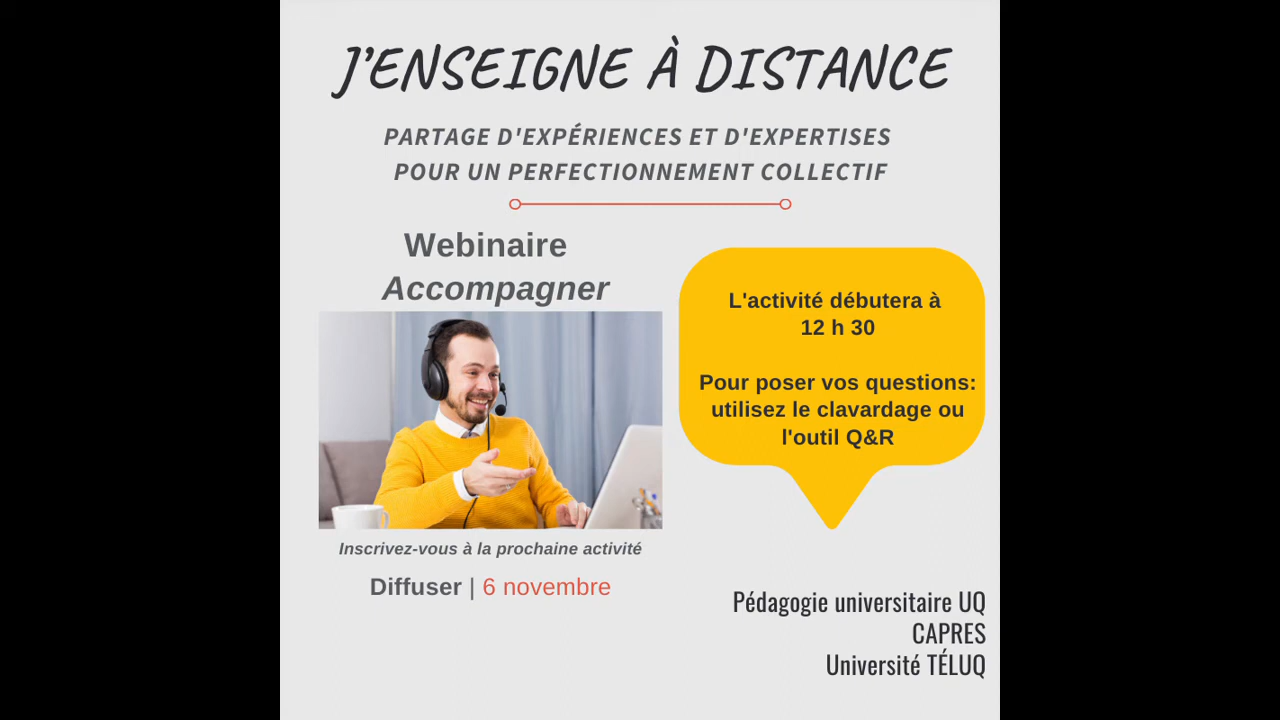 J'ENSEIGNE À DISTANCE
PARTAGE D'EXPÉRIENCES ET D'EXPERTISES
POUR UN PERFECTIONNEMENT COLLECTIF
Webinaire
Accompagner
L'activité débutera à
12 h 30
Pour poser vos questions:
utilisez le clavardage ou
l'outil Q&R
Inscrivez-vous à la prochaine activité
Diffuser | 6 novembre
Pédagogie universitaire UQ
CAPRES
Université TÉLUQ